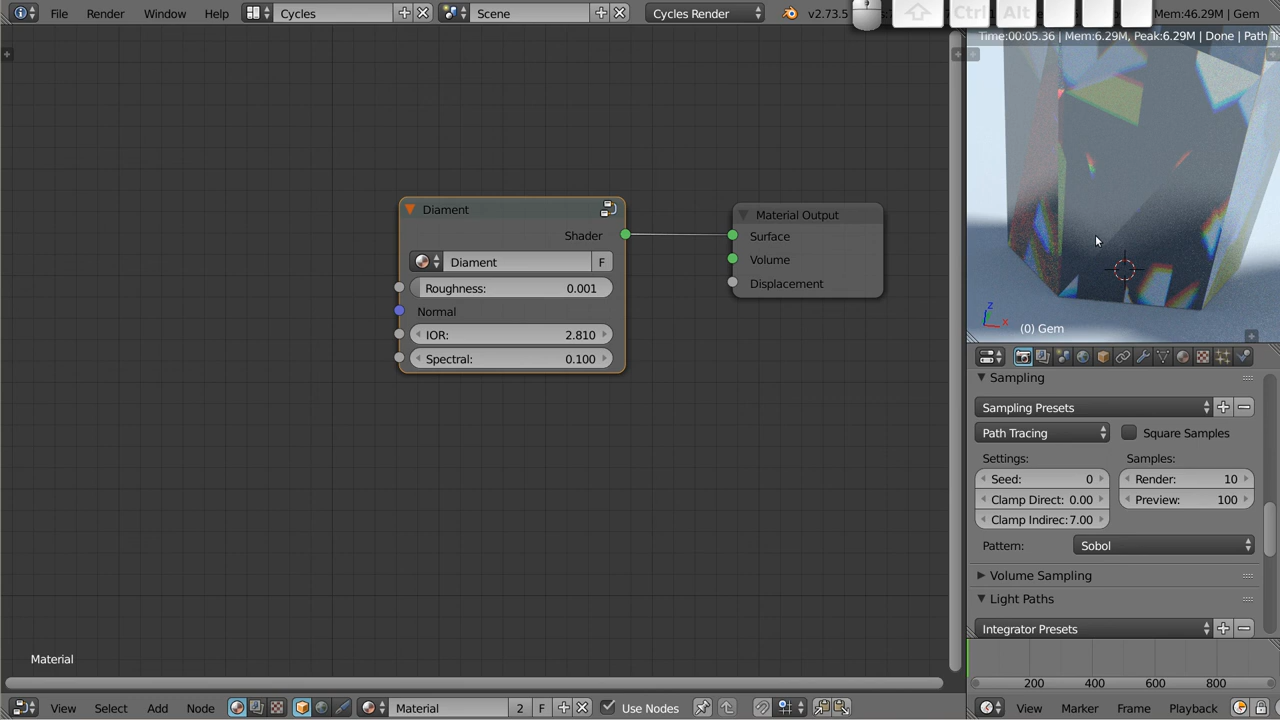 File Render Window Help Cycles Scene Cycles Render v2.73.5 Ctrl Alt Mem:46.29M | Gem
Time:00:05.36 | Mem:6.29M, Peak:6.29M | Done | Path
Diament
Shader
Diament F
Roughness: 0.001
Normal
IOR: 2.810
Spectral: 0.100
Material Output
Surface
Volume
Displacement
z
x
(0) Gem
Sampling
Sampling Presets
Path Tracing Square Samples
Settings: Samples:
Seed: 0 Render: 10
Clamp Direct: 0.00 Preview: 100
Clamp Indirec: 7.00
Pattern: Sobol
Volume Sampling
Light Paths
Integrator Presets
Material
200 400 600 800
View Select Add Node Material 2 F Use Nodes View Marker Frame Playback